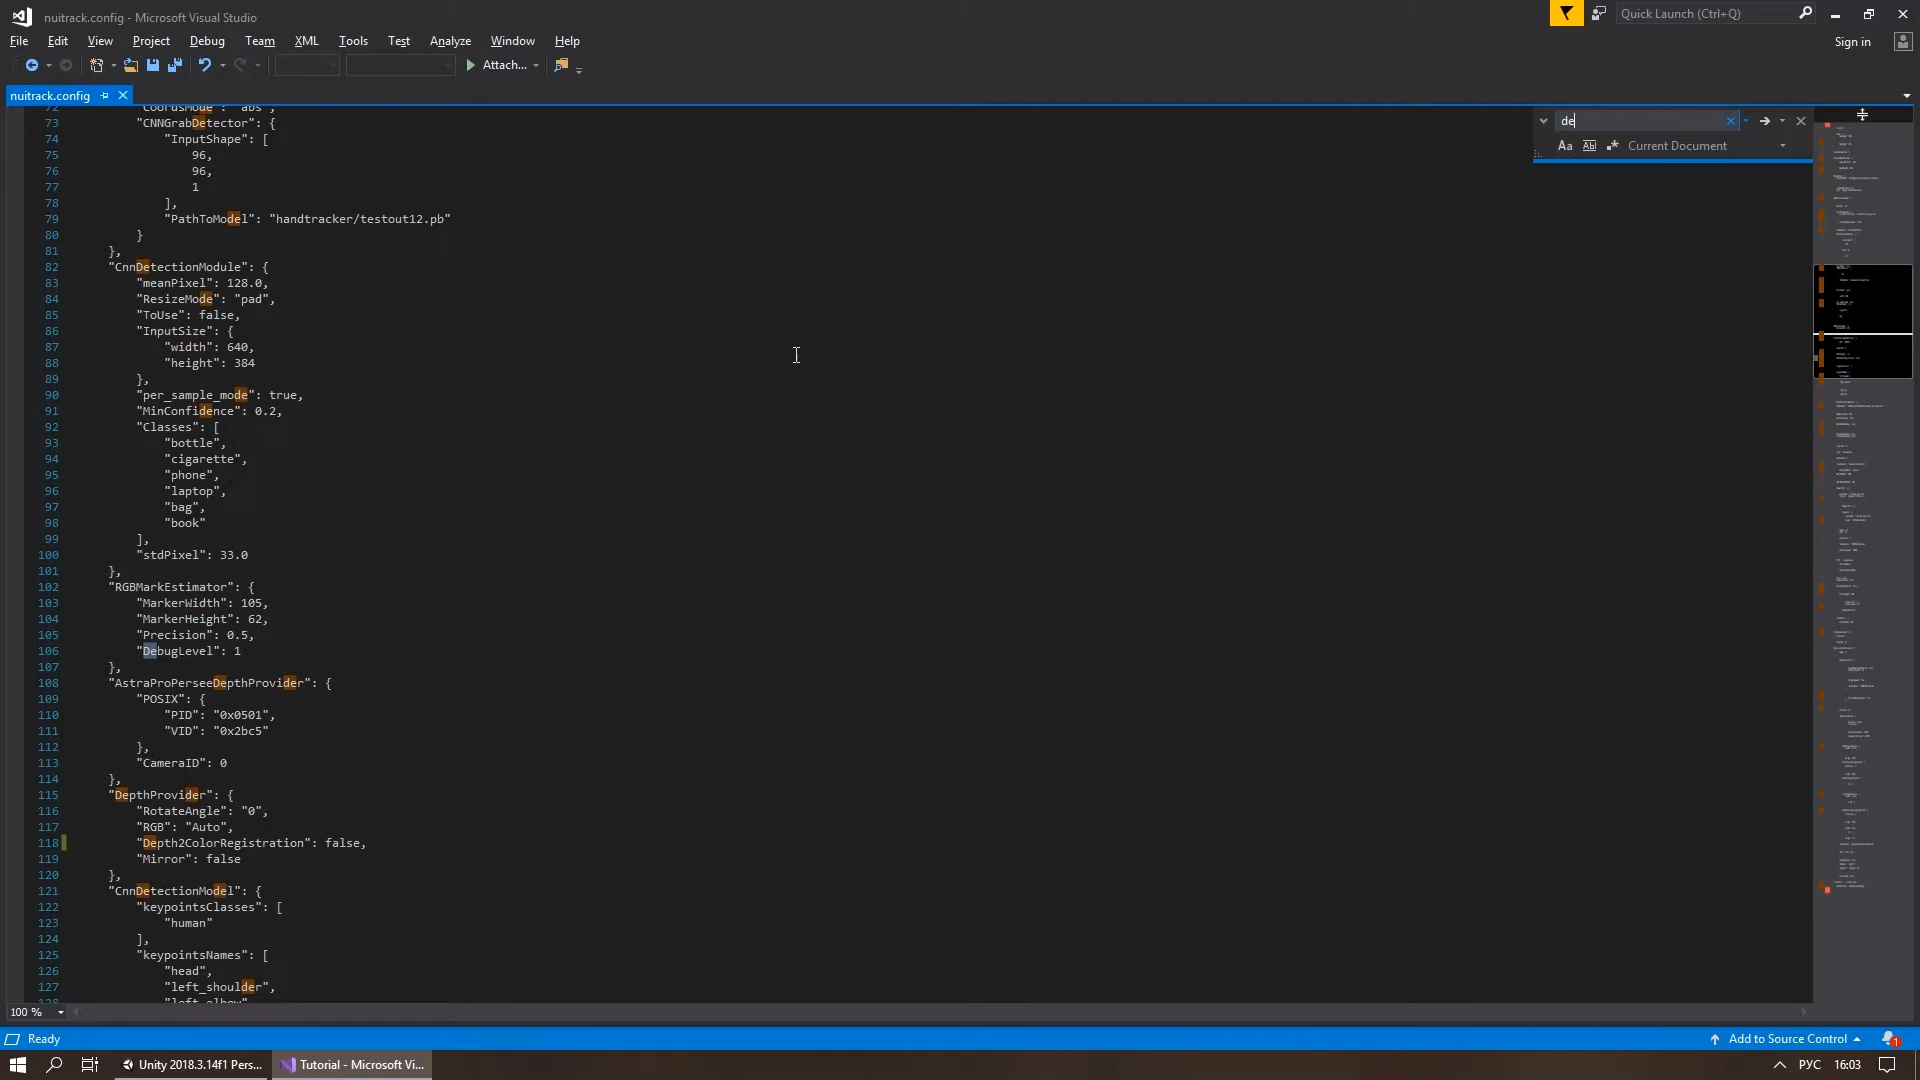 nuitrack.config - Microsoft Visual Studio
Quick Launch (Ctrl+Q)
File Edit View Project Debug Team XML Tools Test Analyze Window Help
Sign in
Attach...
nuitrack.config
72 "CoordsMode": "abs",
73 "CNNGrabDetector": {
74 "InputShape": [
75 96,
76 96,
77 1
78 ],
79 "PathToModel": "handtracker/testout12.pb"
80 }
81 },
82 "CnnDetectionModule": {
83 "meanPixel": 128.0,
84 "ResizeMode": "pad",
85 "ToUse": false,
86 "InputSize": {
87 "width": 640,
88 "height": 384
89 },
90 "per_sample_mode": true,
91 "MinConfidence": 0.2,
92 "Classes": [
93 "bottle",
94 "cigarette",
95 "phone",
96 "laptop",
97 "bag",
98 "book"
99 ],
100 "stdPixel": 33.0
101 },
102 "RGBMarkEstimator": {
103 "MarkerWidth": 105,
104 "MarkerHeight": 62,
105 "Precision": 0.5,
106 "DebugLevel": 1
107 },
108 "AstraProPerseeDepthProvider": {
109 "POSIX": {
110 "PID": "0x0501",
111 "VID": "0x2bc5"
112 },
113 "CameraID": 0
114 },
115 "DepthProvider": {
116 "RotateAngle": "0",
117 "RGB": "Auto",
118 "Depth2ColorRegistration": false,
119 "Mirror": false
120 },
121 "CnnDetectionModel": {
122 "keypointsClasses": [
123 "human"
124 ],
125 "keypointsNames": [
126 "head",
127 "left_shoulder",
128 "left_elbow"
de
Aa Ab Current Document
100 %
Ready
Add to Source Control
1
Unity 2018.3.14f1 Pers...
Tutorial - Microsoft Vi...
РУС 16:03